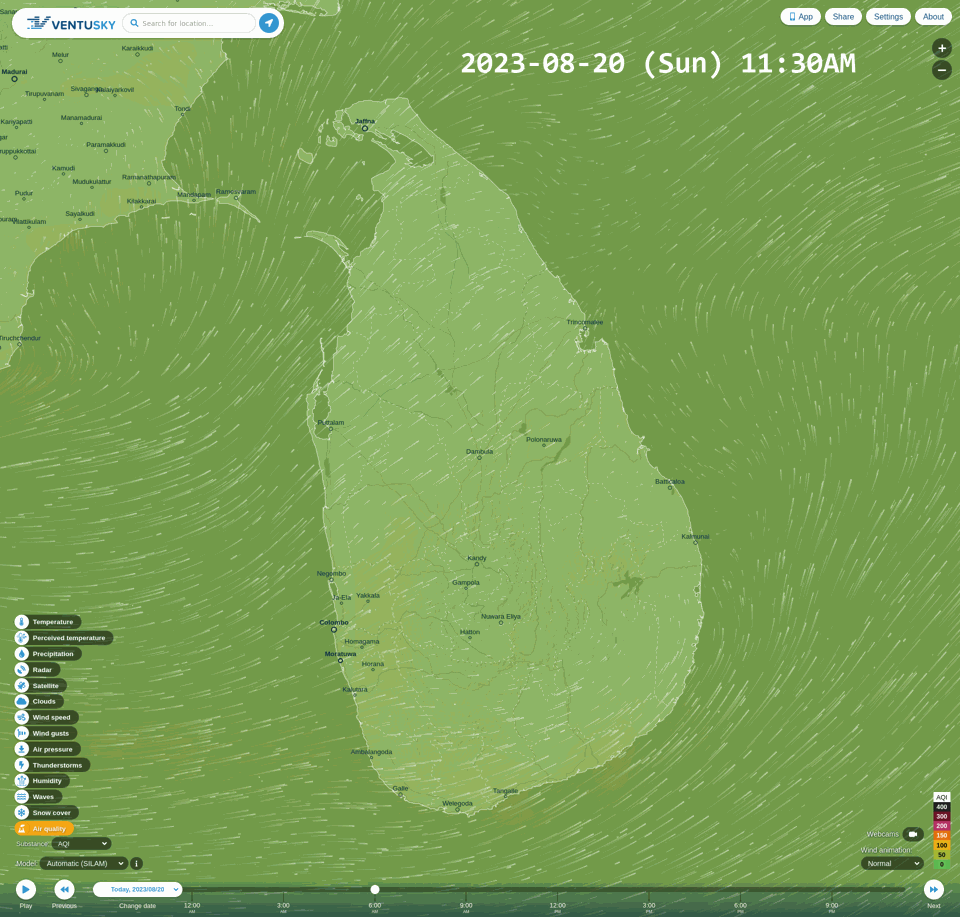 VENTUSKY
Search for location...
App
Share
Settings
About
2023-08-20 (Sun) 11:30AM
Karaikkudi
Melur
Madurai
Tirupuvanam
Sivaganga
Kalaiyarkovil
Tondi
Kariyapatti
Manamadurai
Jaffna
Paramakkudi
ruppukkottai
Kamudi
Mudukulattur
Ramanathapuram
Pudur
Mandapam
Rameswaram
Kilakkarai
Sayalkudi
Vilattikulam
Tiruchchendur
Trincomalee
Puttalam
Dambula
Polonaruwa
Batticaloa
Kalmunai
Kandy
Negombo
Gampola
Ja-Ela
Yakkala
Nuwara Eliya
Colombo
Hatton
Homagama
Moratuwa
Horana
Kalutara
Ambalangoda
Galle
Tangalle
Weligoda
Temperature
Perceived temperature
Precipitation
Radar
Satellite
Clouds
Wind speed
Wind gusts
Air pressure
Thunderstorms
Humidity
Waves
Snow cover
Air quality
Substance: AQI
Model: Automatic (SILAM) i
Webcams
Wind animation:
Normal
AQI
400
300
200
150
100
50
0
Play
Previous
Today, 2023/08/20
Change date
12:00 AM
3:00 AM
6:00 AM
9:00 AM
12:00 PM
3:00 PM
6:00 PM
9:00 PM
Next